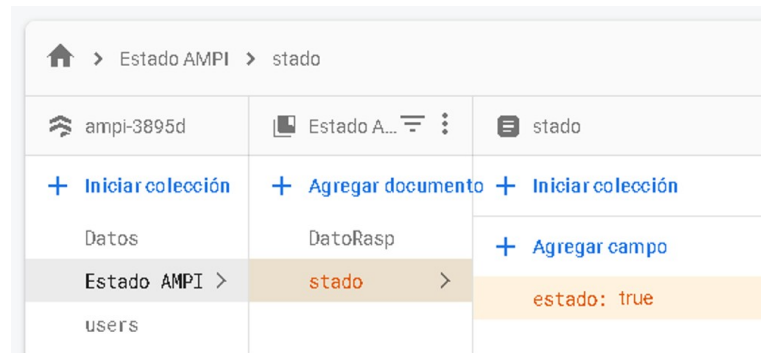 Estado AMPI > stado
ampi-3895d
Estado A...
stado
+ Iniciar colección
+ Agregar documento
+ Iniciar colección
Datos
DatoRasp
+ Agregar campo
Estado AMPI >
stado >
estado: true
users